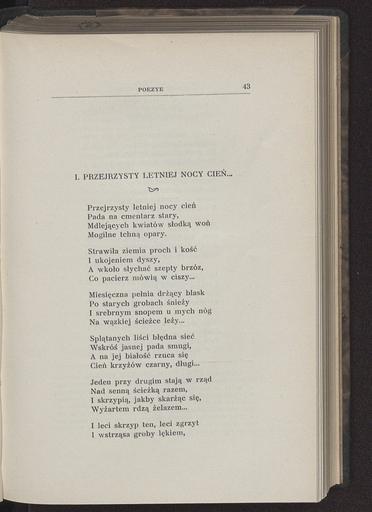 POEZYE
43
I. PRZEJRZYSTY LETNIEJ NOCY CIEŃ...
Przejrzysty letniej nocy cień
Pada na cmentarz stary,
Mdlejących kwiatów słodką woń
Mogilne tchną opary.
Strawiła ziemia proch i kość
I ukojeniem dyszy,
A wkoło słychać szepty brzóz,
Co pacierz mówią w ciszy...
Miesięczna pełnia drżący blask
Po starych grobach śnieży
I srebrnym snopem u mych nóg
Na wązkiej ścieżce leży...
Splątanych liści błędna sieć
Wskróś jasnej pada smugi,
A na jej białość rzuca się
Cień krzyżów czarny, długi...
Jeden przy drugim stają w rząd
Nad senną ścieżką razem,
I skrzypią, jakby skarżąc się,
Wyżartem rdzą żelazem...
I leci skrzyp ten, leci zgrzyt
I wstrząsa groby lękiem,